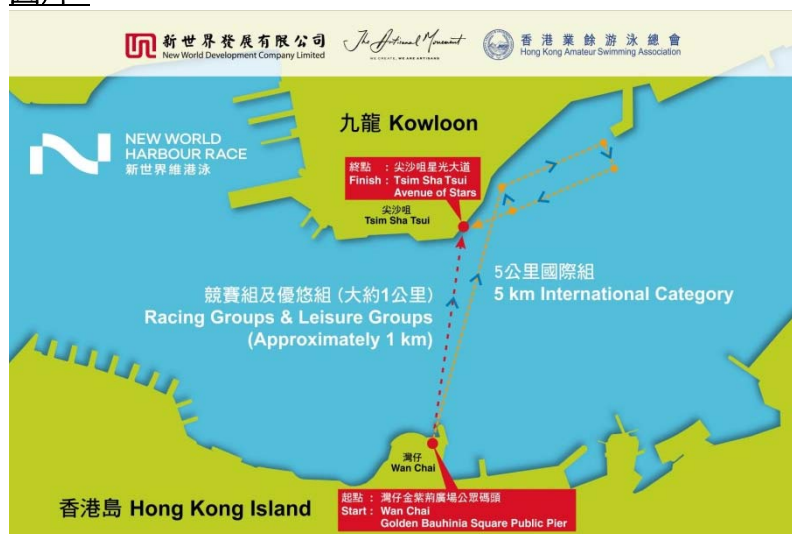 新世界發展有限公司
New World Development Company Limited
The Artisanal Movement
WE CREATE, WE ARE ARTISANS
香港業餘游泳總會
Hong Kong Amateur Swimming Association
NEW WORLD
HARBOUR RACE
新世界維港泳
九龍 Kowloon
終點 ：尖沙咀星光大道
Finish : Tsim Sha Tsui
Avenue of Stars
尖沙咀
Tsim Sha Tsui
競賽組及優悠組 (大約1公里)
Racing Groups & Leisure Groups
(Approximately 1 km)
5公里國際組
5 km International Category
灣仔
Wan Chai
香港島 Hong Kong Island
起點 ：灣仔金紫荊廣場公眾碼頭
Start : Wan Chai
Golden Bauhinia Square Public Pier